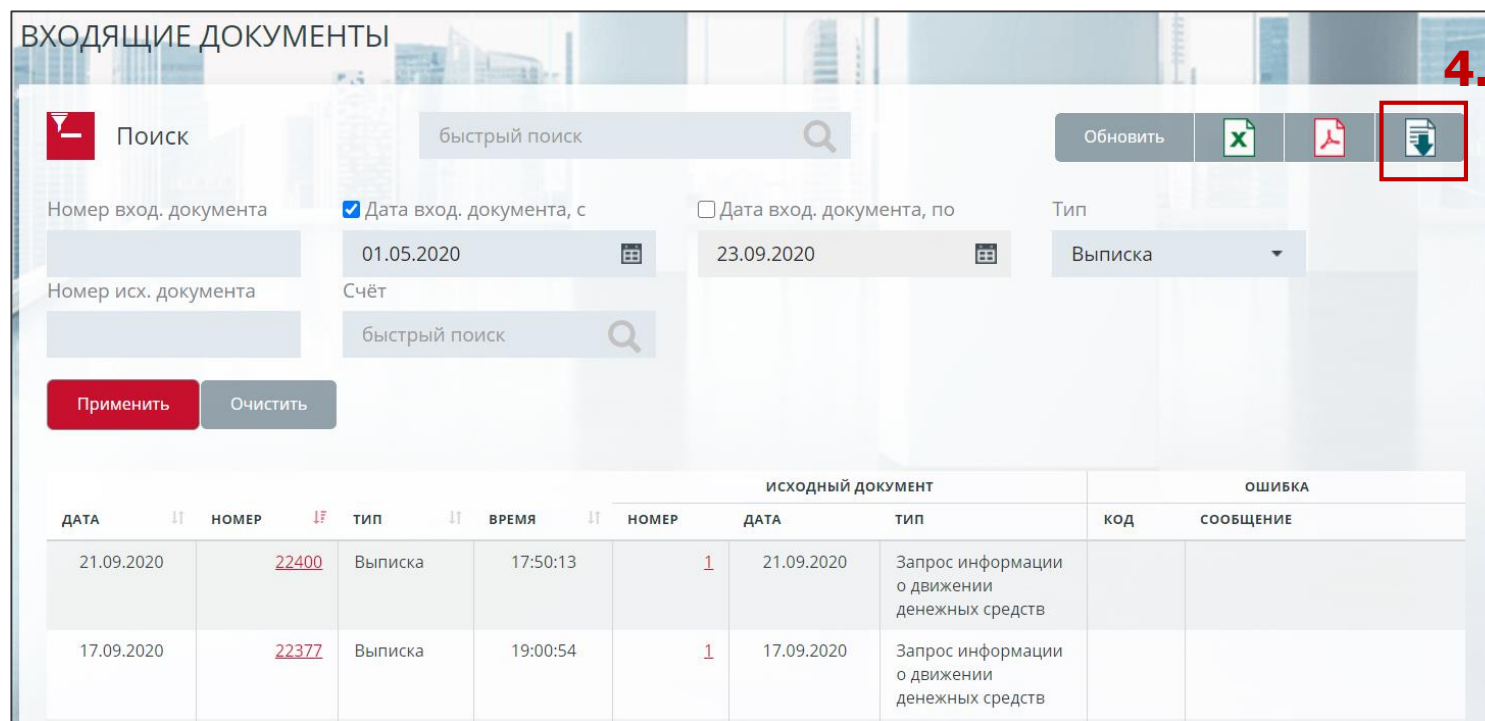 ВХОДЯЩИЕ ДОКУМЕНТЫ
4.
Поиск быстрый поиск Обновить
Номер вход. документа Дата вход. документа, с Дата вход. документа, по Тип
01.05.2020 23.09.2020 Выписка
Номер исх. документа Счёт
быстрый поиск
Применить Очистить
ИСХОДНЫЙ ДОКУМЕНТ ОШИБКА
ДАТА НОМЕР ТИП ВРЕМЯ НОМЕР ДАТА ТИП КОД СООБЩЕНИЕ
21.09.2020 22400 Выписка 17:50:13 1 21.09.2020 Запрос информации
о движении
денежных средств
17.09.2020 22377 Выписка 19:00:54 1 17.09.2020 Запрос информации
о движении
денежных средств